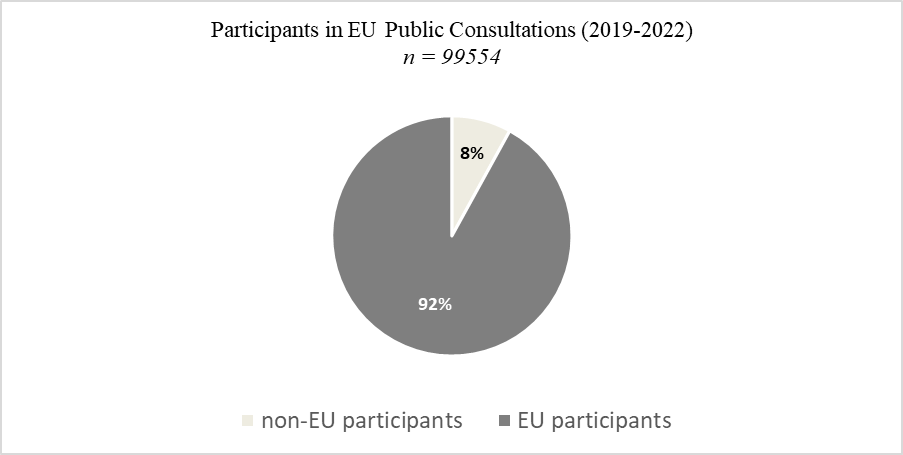 Participants in EU Public Consultations (2019-2022)
n = 99554
8%
92%
non-EU participants
EU participants